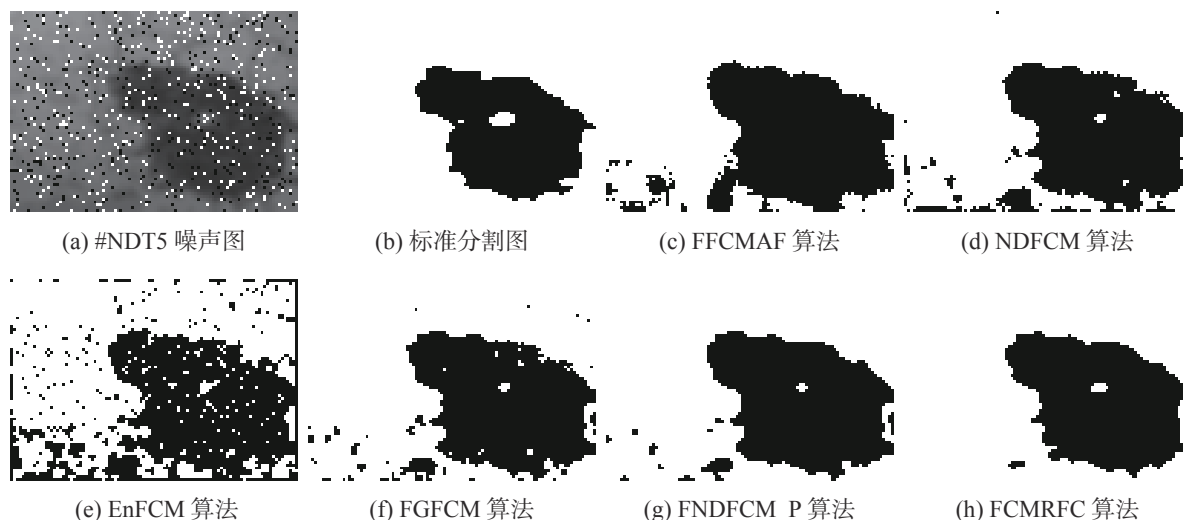 (a) #NDT5 噪声图
(b) 标准分割图
(c) FFCMAF 算法
(d) NDFCM 算法
(e) EnFCM 算法
(f) FGFCM 算法
(g) FNDFCM_P 算法
(h) FCMRFC 算法